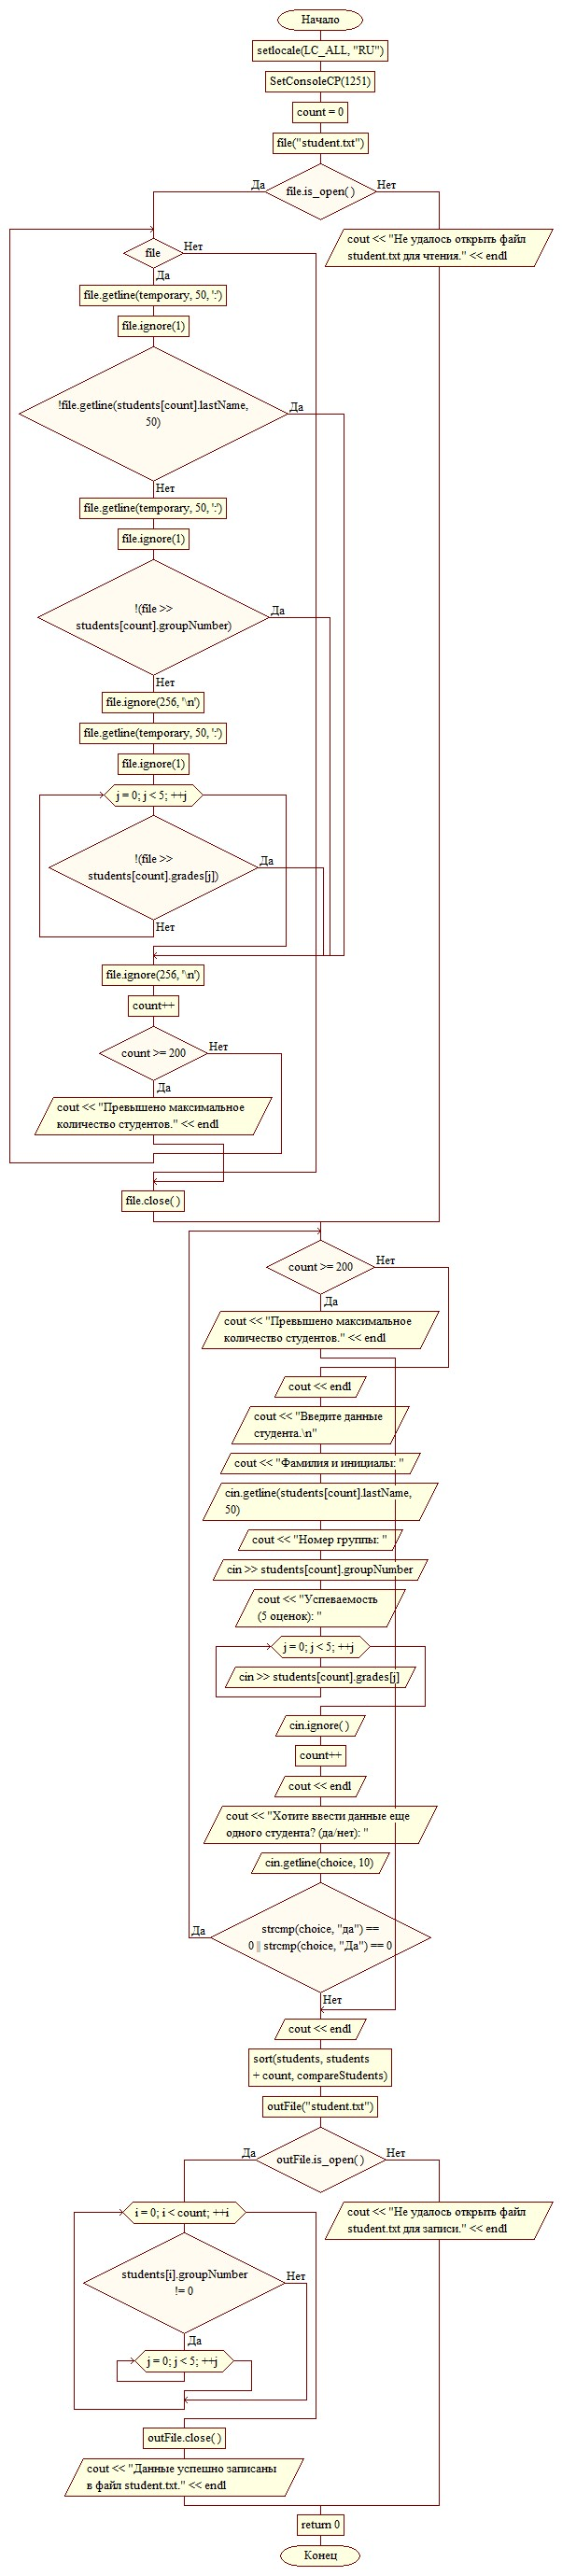 Начало
setlocale(LC_ALL, "RU")
SetConsoleCP(1251)
count = 0
file("student.txt")
Да
file.is_open( )
Нет
cout << "Не удалось открыть файл
student.txt для чтения." << endl
file
Нет
Да
file.getline(temporary, 50, ':')
file.ignore(1)
!file.getline(students[count].lastName,
50)
Да
Нет
file.getline(temporary, 50, ':')
file.ignore(1)
!(file >>
students[count].groupNumber)
Да
Нет
file.ignore(256, '\n')
file.getline(temporary, 50, ':')
file.ignore(1)
j = 0; j < 5; ++j
!(file >>
students[count].grades[j])
Да
Нет
file.ignore(256, '\n')
count++
count >= 200
Нет
Да
cout << "Превышено максимальное
количество студентов." << endl
file.close( )
count >= 200
Нет
Да
cout << "Превышено максимальное
количество студентов." << endl
cout << endl
cout << "Введите данные
студента.\n"
cout << "Фамилия и инициалы: "
cin.getline(students[count].lastName,
50)
cout << "Номер группы: "
cin >> students[count].groupNumber
cout << "Успеваемость
(5 оценок): "
j = 0; j < 5; ++j
cin >> students[count].grades[j]
cin.ignore( )
count++
cout << endl
cout << "Хотите ввести данные еще
одного студента? (да/нет): "
cin.getline(choice, 10)
strcmp(choice, "да") ==
0 || strcmp(choice, "Да") == 0
Да
Нет
cout << endl
sort(students, students
+ count, compareStudents)
outFile("student.txt")
Да
outFile.is_open( )
Нет
i = 0; i < count; ++i
cout << "Не удалось открыть файл
student.txt для записи." << endl
students[i].groupNumber
!= 0
Нет
Да
j = 0; j < 5; ++j
outFile.close( )
cout << "Данные успешно записаны
в файл student.txt." << endl
return 0
Конец